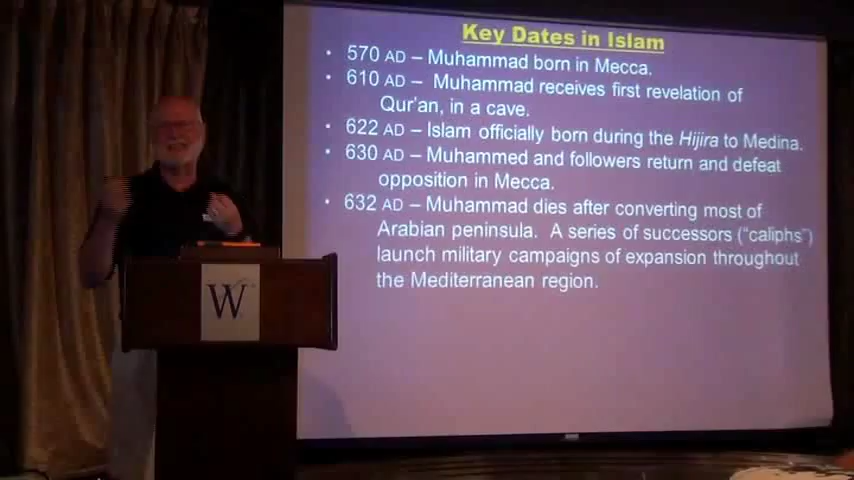 Key Dates in Islam
• 570 AD – Muhammad born in Mecca.
• 610 AD – Muhammad receives first revelation of
Qur'an, in a cave.
• 622 AD – Islam officially born during the Hijira to Medina.
• 630 AD – Muhammed and followers return and defeat
opposition in Mecca.
• 632 AD – Muhammad dies after converting most of
Arabian peninsula. A series of successors ("caliphs")
launch military campaigns of expansion throughout
the Mediterranean region.
W